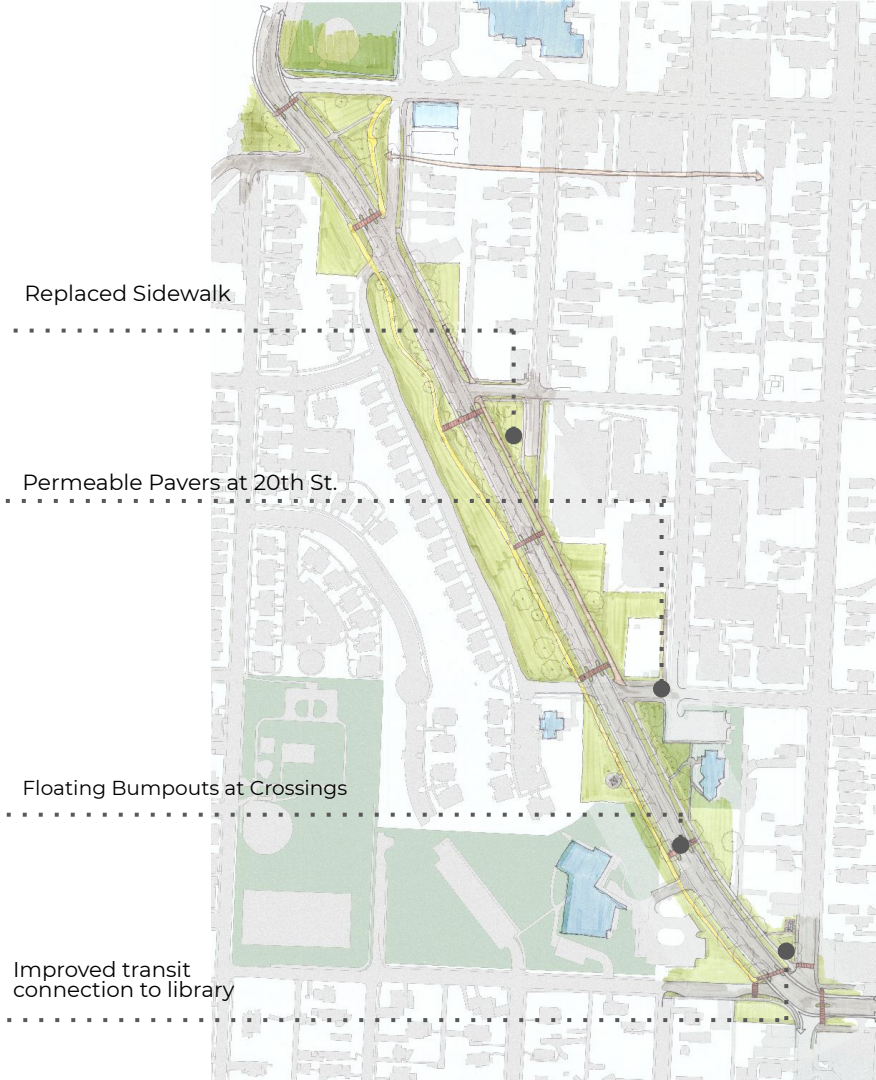 Replaced Sidewalk
Permeable Pavers at 20th St.
Floating Bumpouts at Crossings
Improved transit
connection to library